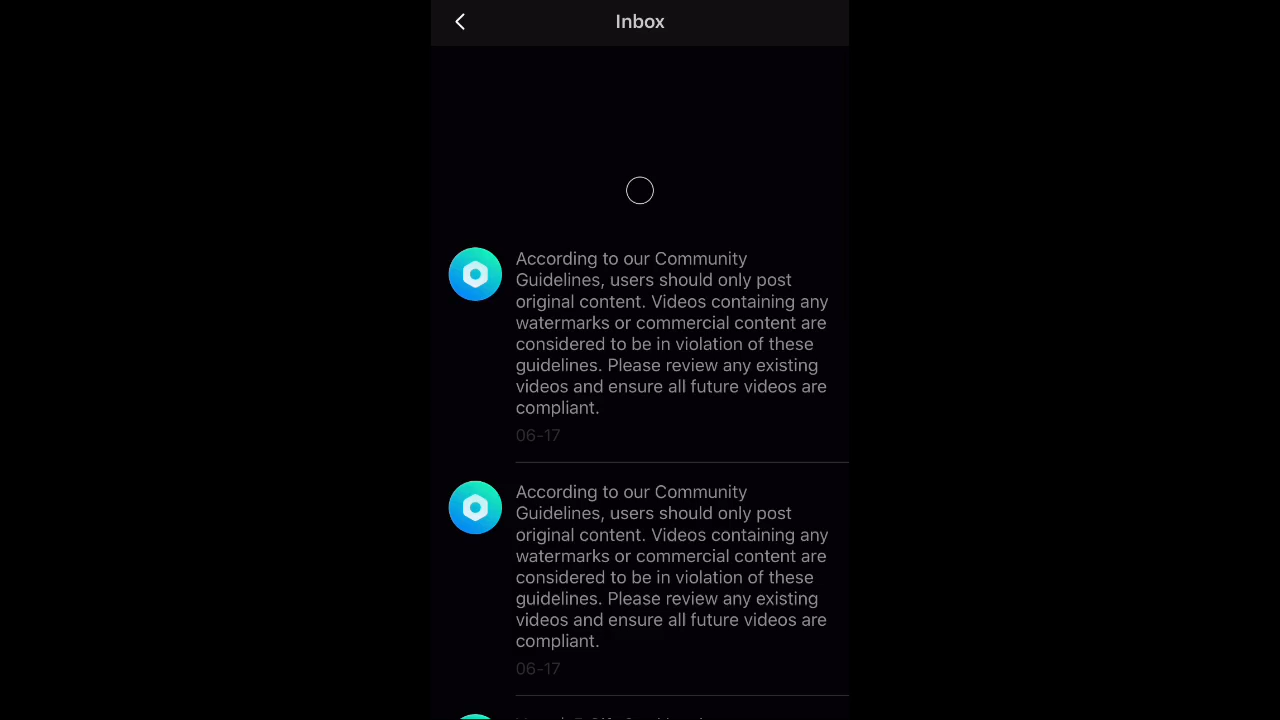 Inbox
According to our Community
Guidelines, users should only post
original content. Videos containing any
watermarks or commercial content are
considered to be in violation of these
guidelines. Please review any existing
videos and ensure all future videos are
compliant.
06-17
According to our Community
Guidelines, users should only post
original content. Videos containing any
watermarks or commercial content are
considered to be in violation of these
guidelines. Please review any existing
videos and ensure all future videos are
compliant.
06-17